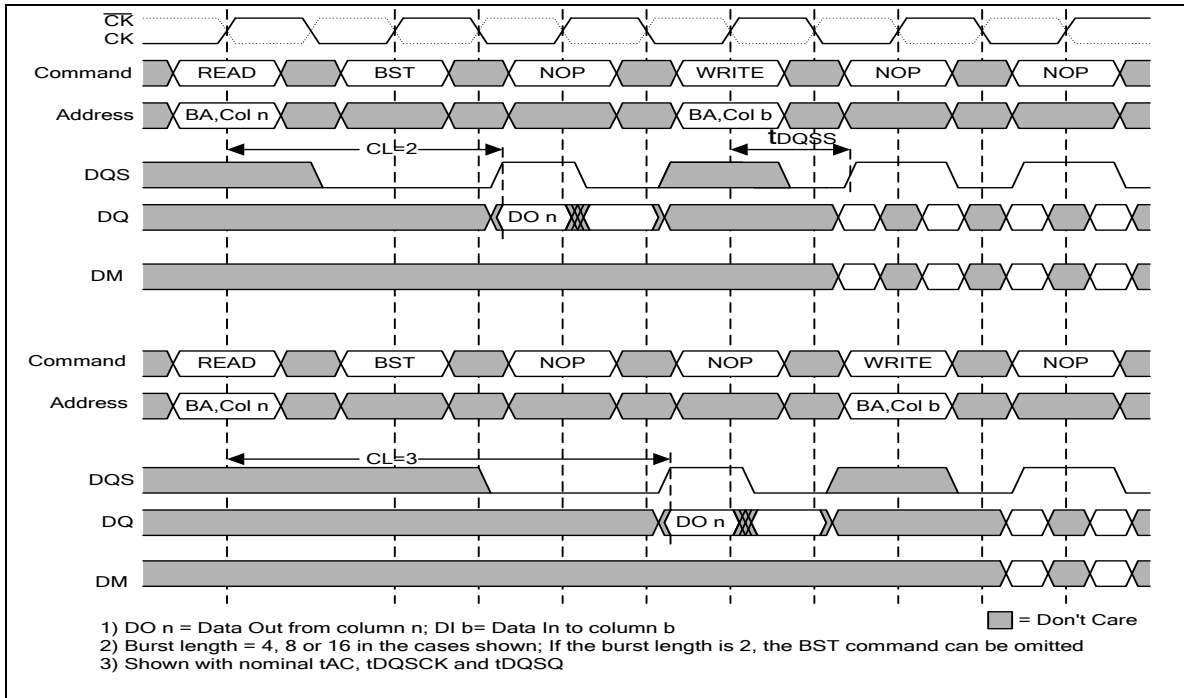 CK
CK
Command READ BST NOP WRITE NOP NOP
Address BA,Col n BA,Col b
tDQSS
CL=2
DQS
DQ DO n
DM
Command READ BST NOP NOP WRITE NOP
Address BA,Col n BA,Col b
CL=3
DQS
DQ DO n
DM
1) DO n = Data Out from column n; DI b= Data In to column b
= Don't Care
2) Burst length = 4, 8 or 16 in the cases shown; If the burst length is 2, the BST command can be omitted
3) Shown with nominal tAC, tDQSCK and tDQSQ